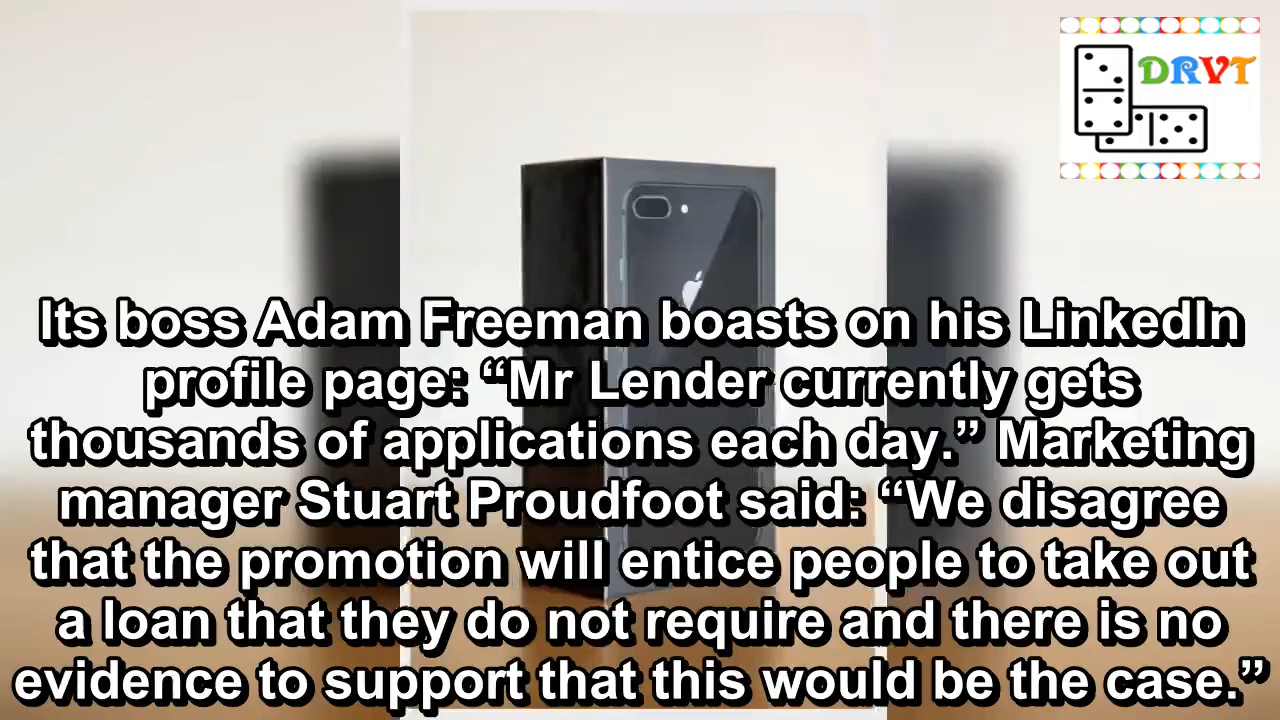 DRVT
Its boss Adam Freeman boasts on his LinkedIn
profile page: “Mr Lender currently gets
thousands of applications each day.” Marketing
manager Stuart Proudfoot said: “We disagree
that the promotion will entice people to take out
a loan that they do not require and there is no
evidence to support that this would be the case.”